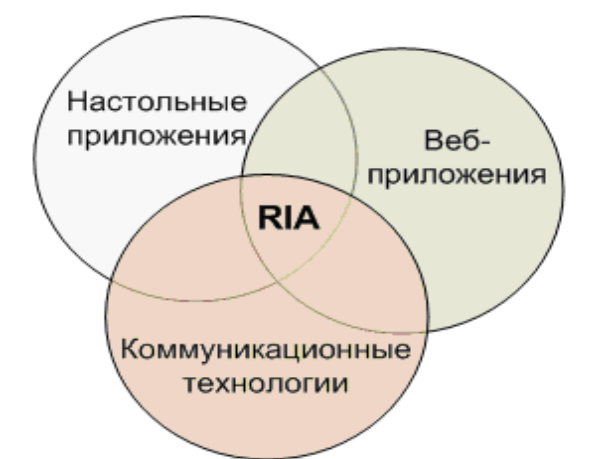 Настольные
приложения
Веб-
приложения
RIA
Коммуникационные
технологии